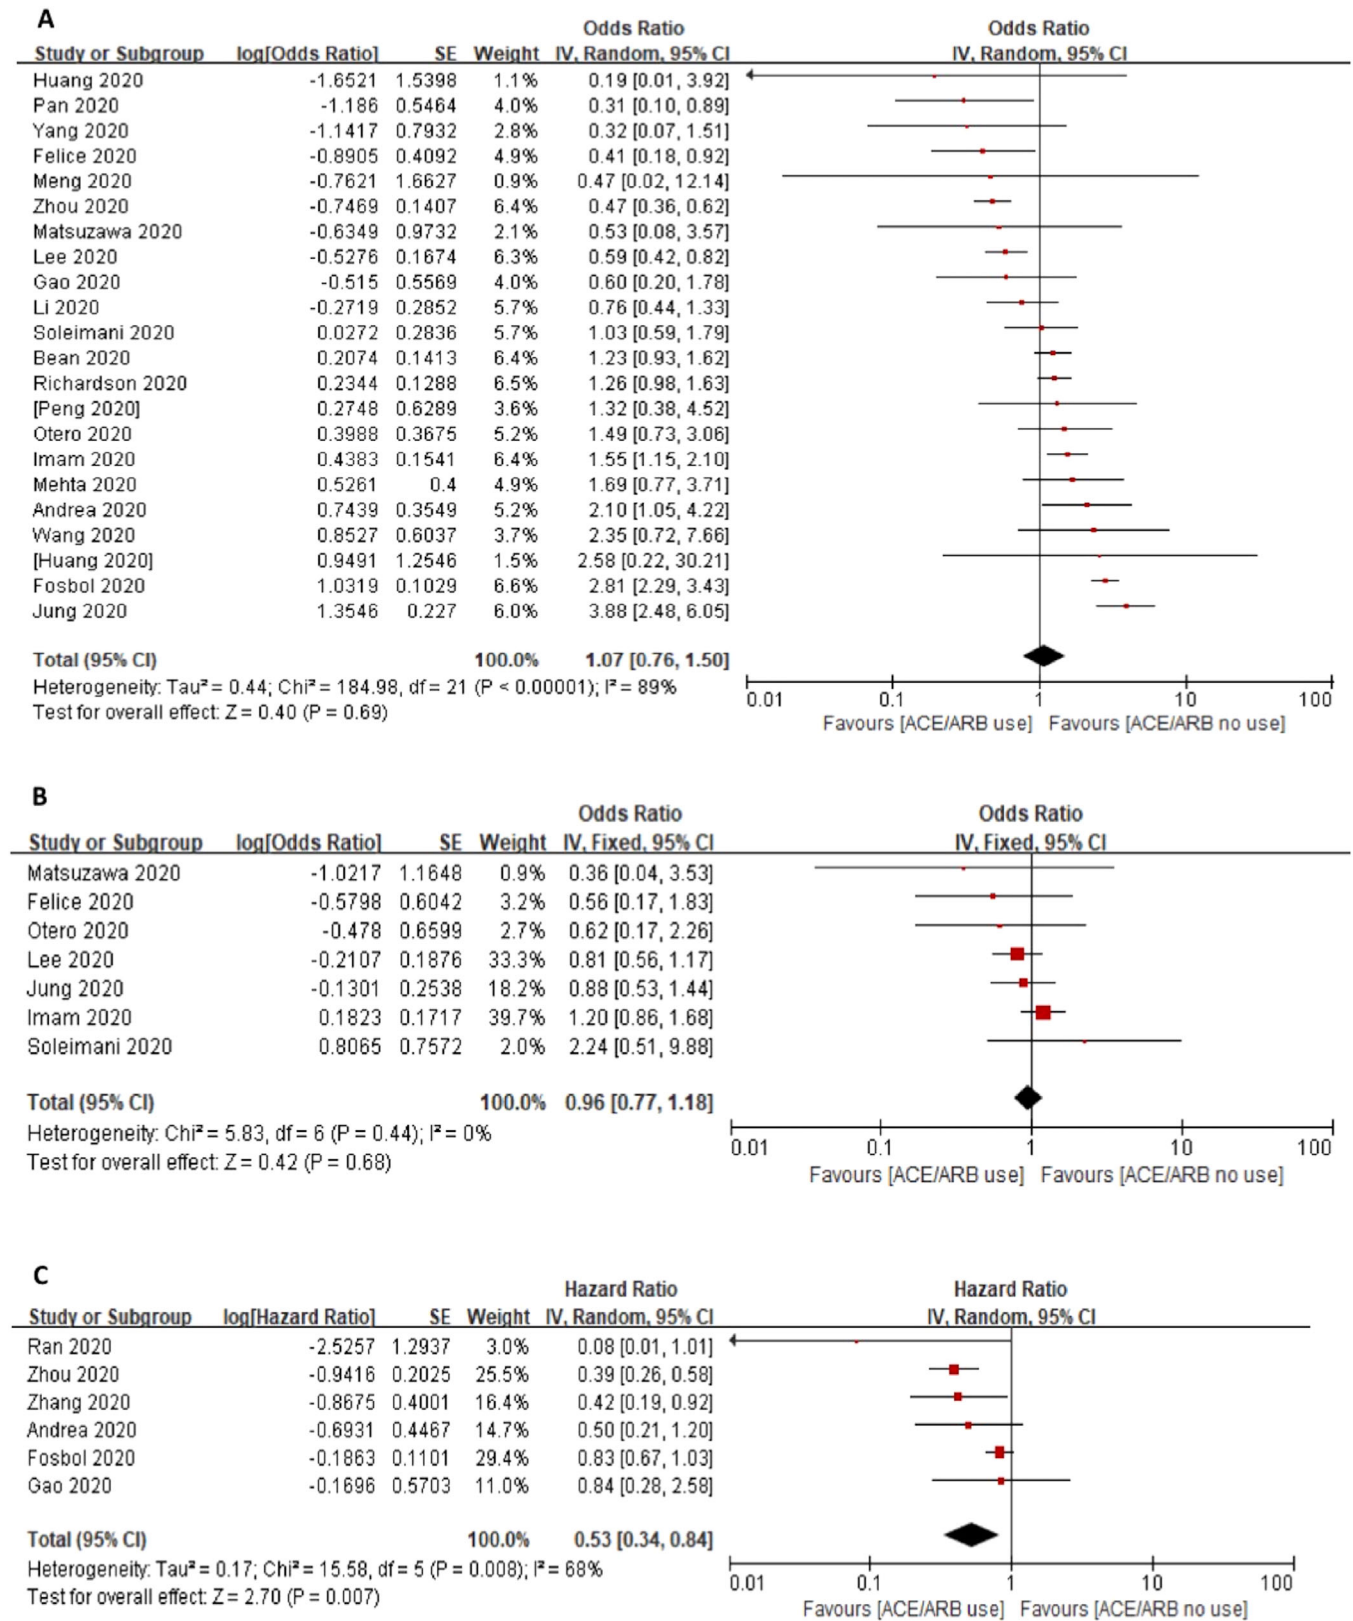 A
Odds Ratio Odds Ratio
Study or Subgroup log[Odds Ratio] SE Weight IV, Random, 95% CI IV, Random, 95% CI
Huang 2020 -1.6521 1.5398 1.1% 0.19 [0.01, 3.92]
Pan 2020 -1.186 0.5464 4.0% 0.31 [0.10, 0.89]
Yang 2020 -1.1417 0.7932 2.8% 0.32 [0.07, 1.51]
Felice 2020 -0.8905 0.4092 4.9% 0.41 [0.18, 0.92]
Meng 2020 -0.7621 1.6627 0.9% 0.47 [0.02, 12.14]
Zhou 2020 -0.7469 0.1407 6.4% 0.47 [0.36, 0.62]
Matsuzawa 2020 -0.6349 0.9732 2.1% 0.53 [0.08, 3.57]
Lee 2020 -0.5276 0.1674 6.3% 0.59 [0.42, 0.82]
Gao 2020 -0.515 0.5569 4.0% 0.60 [0.20, 1.78]
Li 2020 -0.2719 0.2852 5.7% 0.76 [0.44, 1.33]
Soleimani 2020 0.0272 0.2836 5.7% 1.03 [0.59, 1.79]
Bean 2020 0.2074 0.1413 6.4% 1.23 [0.93, 1.62]
Richardson 2020 0.2344 0.1288 6.5% 1.26 [0.98, 1.63]
[Peng 2020] 0.2748 0.6289 3.6% 1.32 [0.38, 4.52]
Otero 2020 0.3988 0.3675 5.2% 1.49 [0.73, 3.06]
Imam 2020 0.4383 0.1541 6.4% 1.55 [1.15, 2.10]
Mehta 2020 0.5261 0.4 4.9% 1.69 [0.77, 3.71]
Andrea 2020 0.7439 0.3549 5.2% 2.10 [1.05, 4.22]
Wang 2020 0.8527 0.6037 3.7% 2.35 [0.72, 7.66]
[Huang 2020] 0.9491 1.2546 1.5% 2.58 [0.22, 30.21]
Fosbol 2020 1.0319 0.1029 6.6% 2.81 [2.29, 3.43]
Jung 2020 1.3546 0.227 6.0% 3.88 [2.48, 6.05]
Total (95% CI) 100.0% 1.07 [0.76, 1.50]
Heterogeneity: Tau² = 0.44; Chi² = 184.98, df = 21 (P < 0.00001); I² = 89%
Test for overall effect: Z = 0.40 (P = 0.69)
0.01 0.1 1 10 100
Favours [ACE/ARB use] Favours [ACE/ARB no use]
B
Odds Ratio Odds Ratio
Study or Subgroup log[Odds Ratio] SE Weight IV, Fixed, 95% CI IV, Fixed, 95% CI
Matsuzawa 2020 -1.0217 1.1648 0.9% 0.36 [0.04, 3.53]
Felice 2020 -0.5798 0.6042 3.2% 0.56 [0.17, 1.83]
Otero 2020 -0.478 0.6599 2.7% 0.62 [0.17, 2.26]
Lee 2020 -0.2107 0.1876 33.3% 0.81 [0.56, 1.17]
Jung 2020 -0.1301 0.2538 18.2% 0.88 [0.53, 1.44]
Imam 2020 0.1823 0.1717 39.7% 1.20 [0.86, 1.68]
Soleimani 2020 0.8065 0.7572 2.0% 2.24 [0.51, 9.88]
Total (95% CI) 100.0% 0.96 [0.77, 1.18]
Heterogeneity: Chi² = 5.83, df = 6 (P = 0.44); I² = 0%
Test for overall effect: Z = 0.42 (P = 0.68)
0.01 0.1 1 10 100
Favours [ACE/ARB use] Favours [ACE/ARB no use]
C
Hazard Ratio Hazard Ratio
Study or Subgroup log[Hazard Ratio] SE Weight IV, Random, 95% CI IV, Random, 95% CI
Ran 2020 -2.5257 1.2937 3.0% 0.08 [0.01, 1.01]
Zhou 2020 -0.9416 0.2025 25.5% 0.39 [0.26, 0.58]
Zhang 2020 -0.8675 0.4001 16.4% 0.42 [0.19, 0.92]
Andrea 2020 -0.6931 0.4467 14.7% 0.50 [0.21, 1.20]
Fosbol 2020 -0.1863 0.1101 29.4% 0.83 [0.67, 1.03]
Gao 2020 -0.1696 0.5703 11.0% 0.84 [0.28, 2.58]
Total (95% CI) 100.0% 0.53 [0.34, 0.84]
Heterogeneity: Tau² = 0.17; Chi² = 15.58, df = 5 (P = 0.008); I² = 68%
Test for overall effect: Z = 2.70 (P = 0.007)
0.01 0.1 1 10 100
Favours [ACE/ARB use] Favours [ACE/ARB no use]